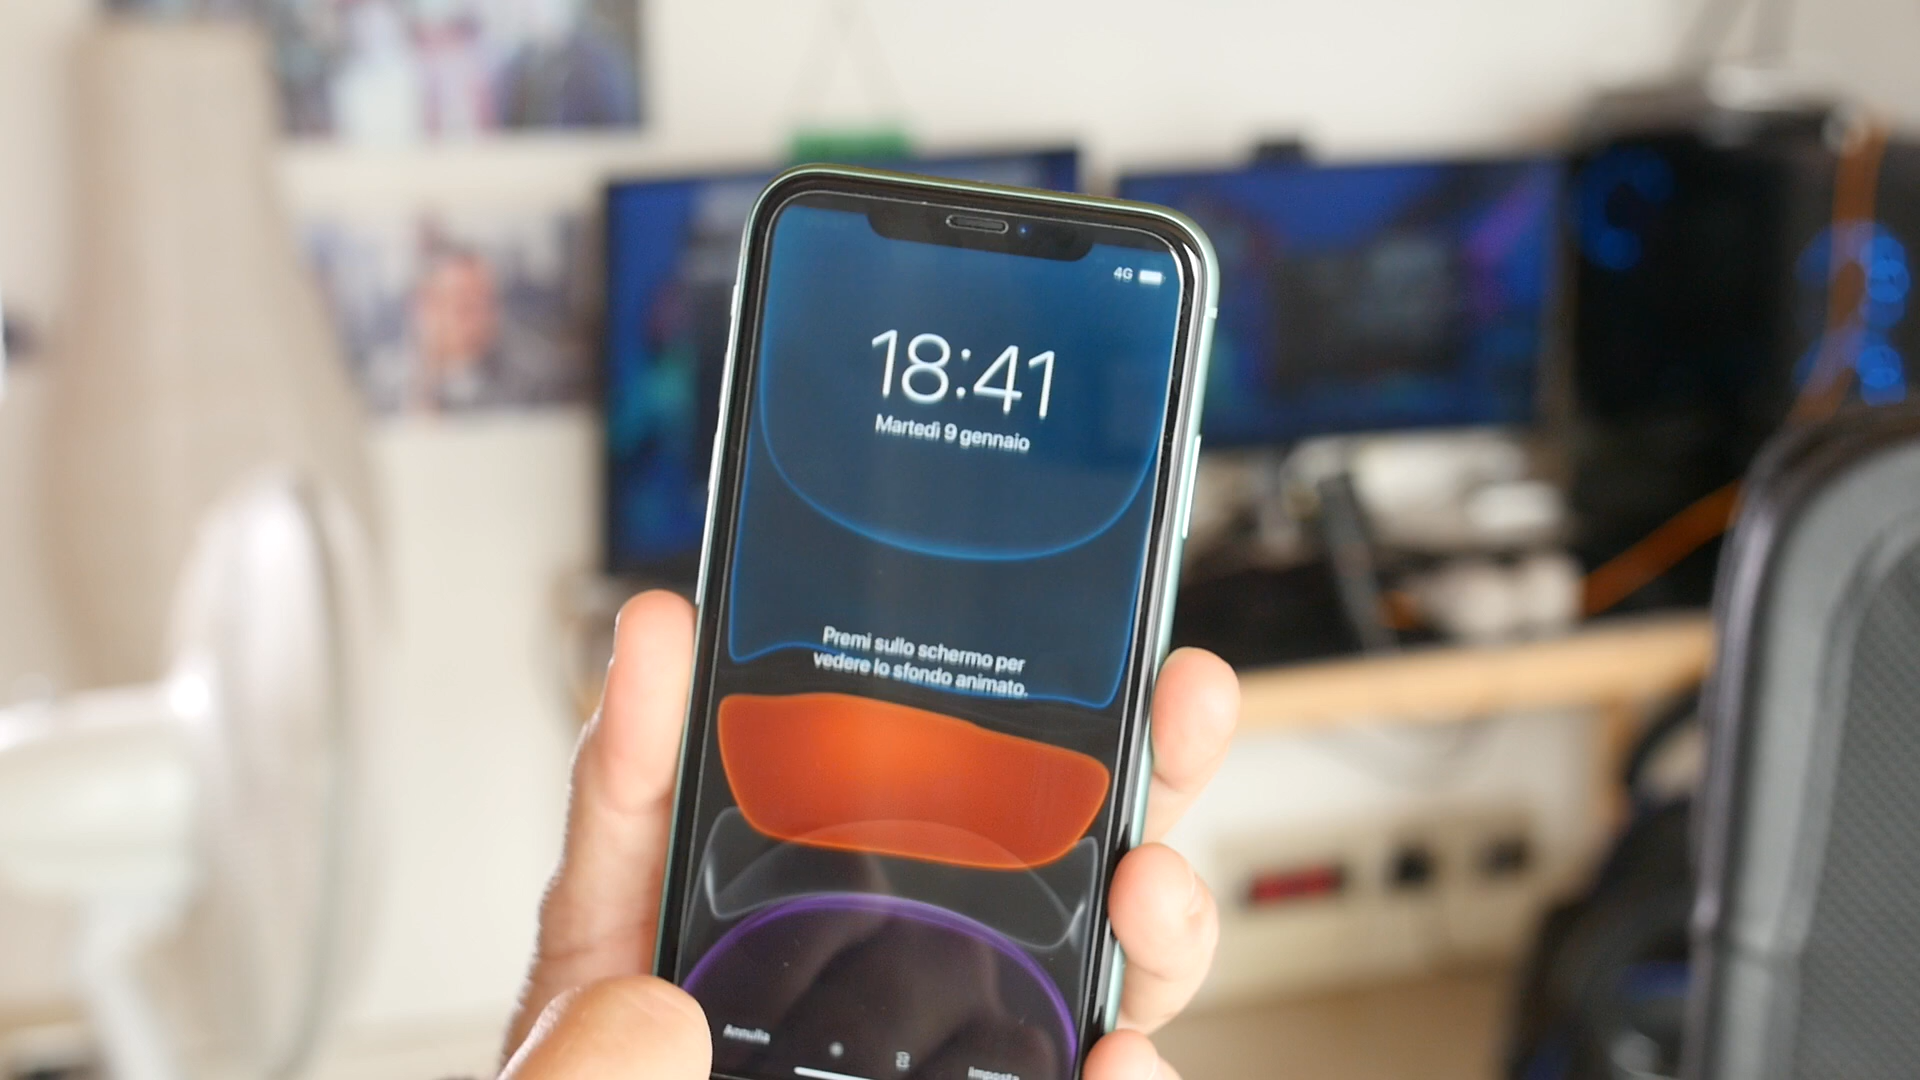 4G
18:41
Martedì 9 gennaio
Premi sullo schermo per
vedere lo sfondo animato.
Annulla
Imposta